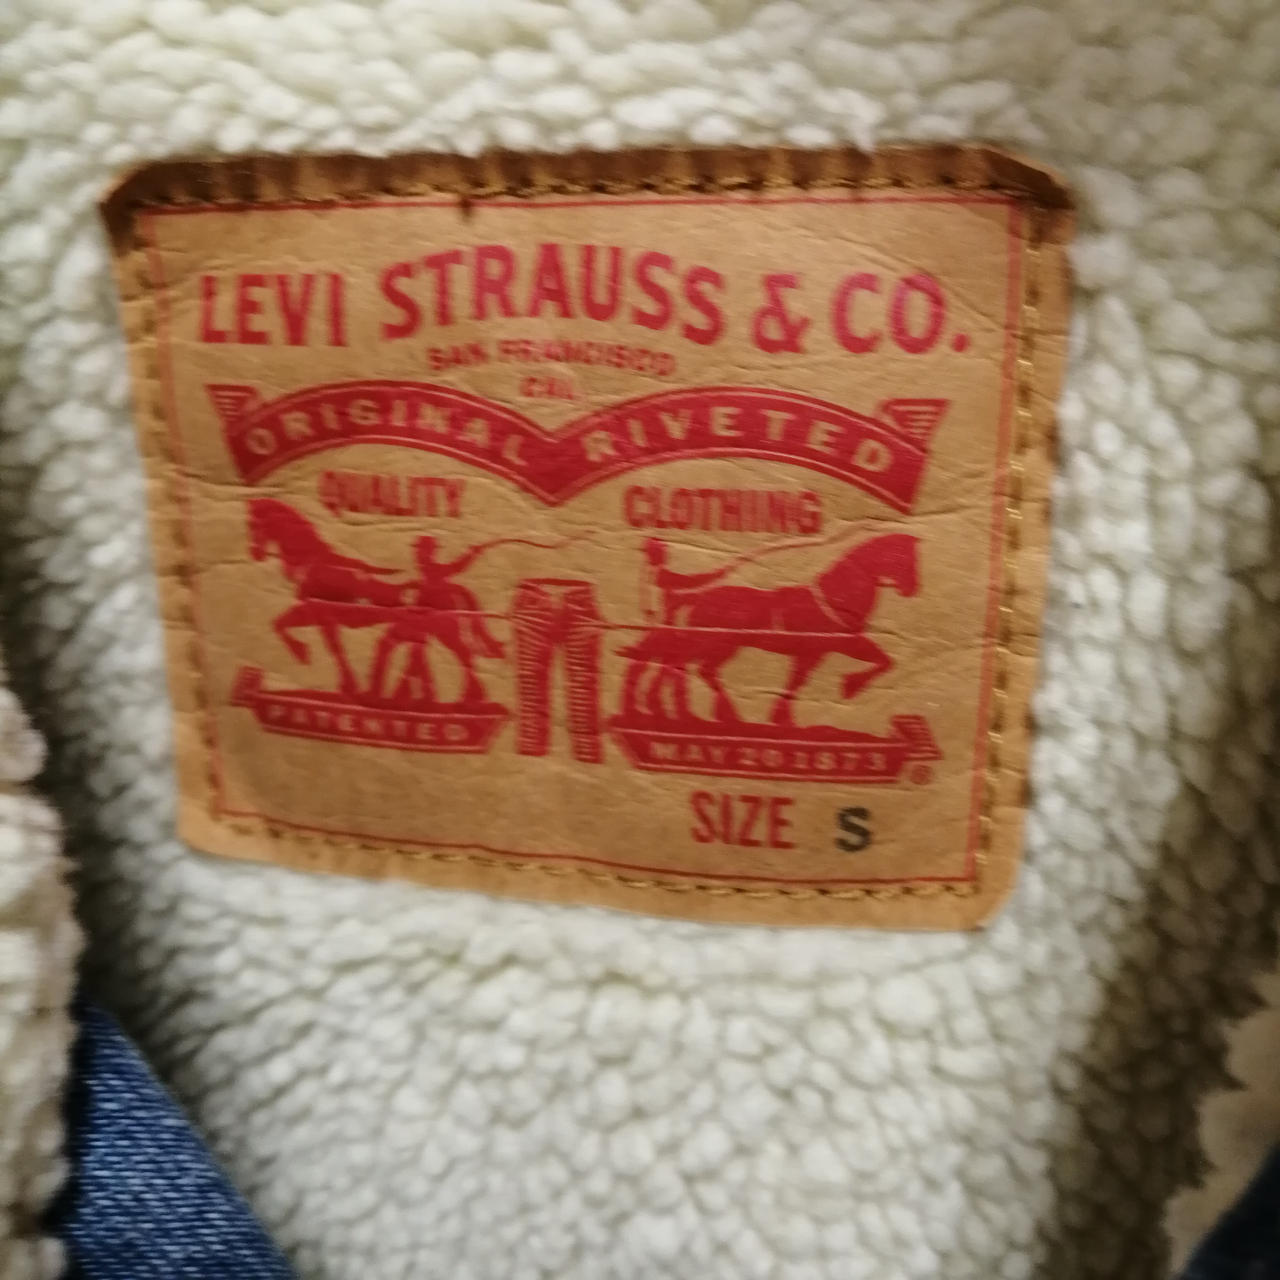 LEVI STRAUSS & CO.
SAN FRANCISCO
CAL
ORIGINAL RIVETED
QUALITY CLOTHING
PATENTED MAY 20 1873 ®
SIZE S